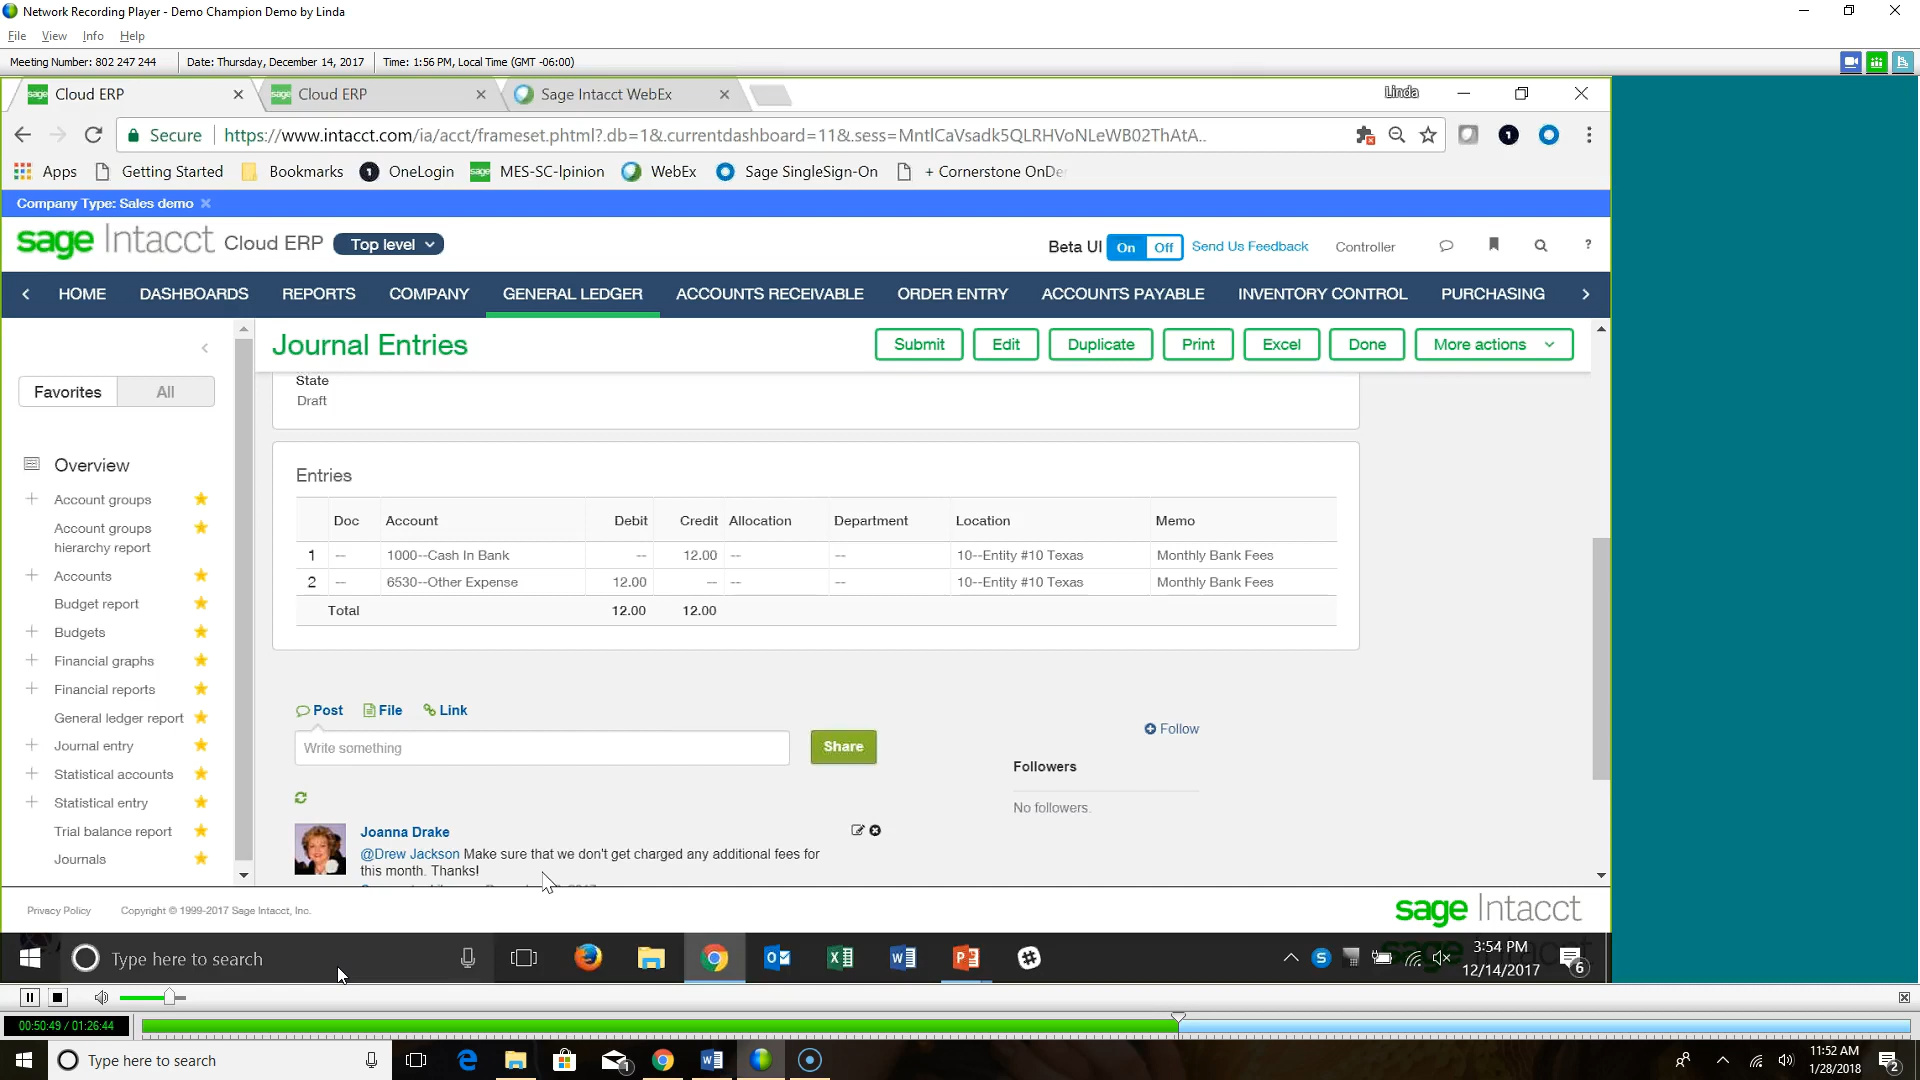 Network Recording Player - Demo Champion Demo by Linda
File View Info Help
Meeting Number: 802 247 244 Date: Thursday, December 14, 2017 Time: 1:56 PM, Local Time (GMT -06:00)
Cloud ERP Cloud ERP Sage Intacct WebEx Linda
Secure https://www.intacct.com/ia/acct/frameset.phtml?.db=1&.currentdashboard=11&.sess=MntlCaVsadk5QLRHVoNLeWB02ThAtA..
Apps Getting Started Bookmarks OneLogin MES-SC-Ipinion WebEx Sage SingleSign-On + Cornerstone OnDe
Company Type: Sales demo
sage Intacct Cloud ERP Top level Beta UI On Off Send Us Feedback Controller ?
HOME DASHBOARDS REPORTS COMPANY GENERAL LEDGER ACCOUNTS RECEIVABLE ORDER ENTRY ACCOUNTS PAYABLE INVENTORY CONTROL PURCHASING
Journal Entries Submit Edit Duplicate Print Excel Done More actions
State
Draft
Favorites All
Overview
Account groups
Account groups hierarchy report
Accounts
Budget report
Budgets
Financial graphs
Financial reports
General ledger report
Journal entry
Statistical accounts
Statistical entry
Trial balance report
Journals
Entries
Doc Account Debit Credit Allocation Department Location Memo
1 -- 1000--Cash In Bank -- 12.00 -- -- 10--Entity #10 Texas Monthly Bank Fees
2 -- 6530--Other Expense 12.00 -- -- -- 10--Entity #10 Texas Monthly Bank Fees
Total 12.00 12.00
Post File Link
Write something Share
Follow
Followers
No followers.
Joanna Drake
@Drew Jackson Make sure that we don't get charged any additional fees for
this month. Thanks!
Privacy Policy Copyright © 1999-2017 Sage Intacct, Inc. sage Intacct
Type here to search 3:54 PM
12/14/2017 6
00:50:49 / 01:26:44
Type here to search 1 11:52 AM
1/28/2018 2